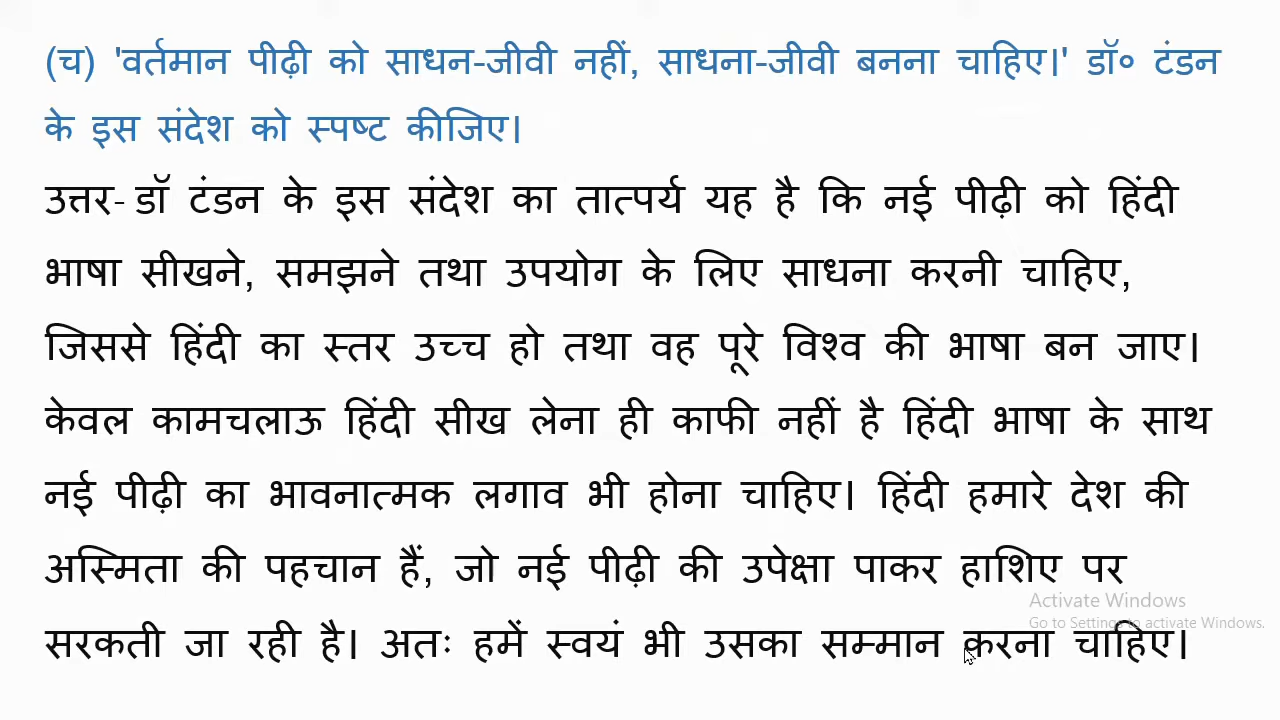 (च) 'वर्तमान पीढ़ी को साधन-जीवी नहीं, साधना-जीवी बनना चाहिए।' डॉ० टंडन
के इस संदेश को स्पष्ट कीजिए।
उत्तर- डॉ टंडन के इस संदेश का तात्पर्य यह है कि नई पीढ़ी को हिंदी
भाषा सीखने, समझने तथा उपयोग के लिए साधना करनी चाहिए,
जिससे हिंदी का स्तर उच्च हो तथा वह पूरे विश्व की भाषा बन जाए।
केवल कामचलाऊ हिंदी सीख लेना ही काफी नहीं है हिंदी भाषा के साथ
नई पीढ़ी का भावनात्मक लगाव भी होना चाहिए। हिंदी हमारे देश की
अस्मिता की पहचान हैं, जो नई पीढ़ी की उपेक्षा पाकर हाशिए पर
सरकती जा रही है। अतः हमें स्वयं भी उसका सम्मान करना चाहिए।
Activate Windows
Go to Settings to activate Windows.